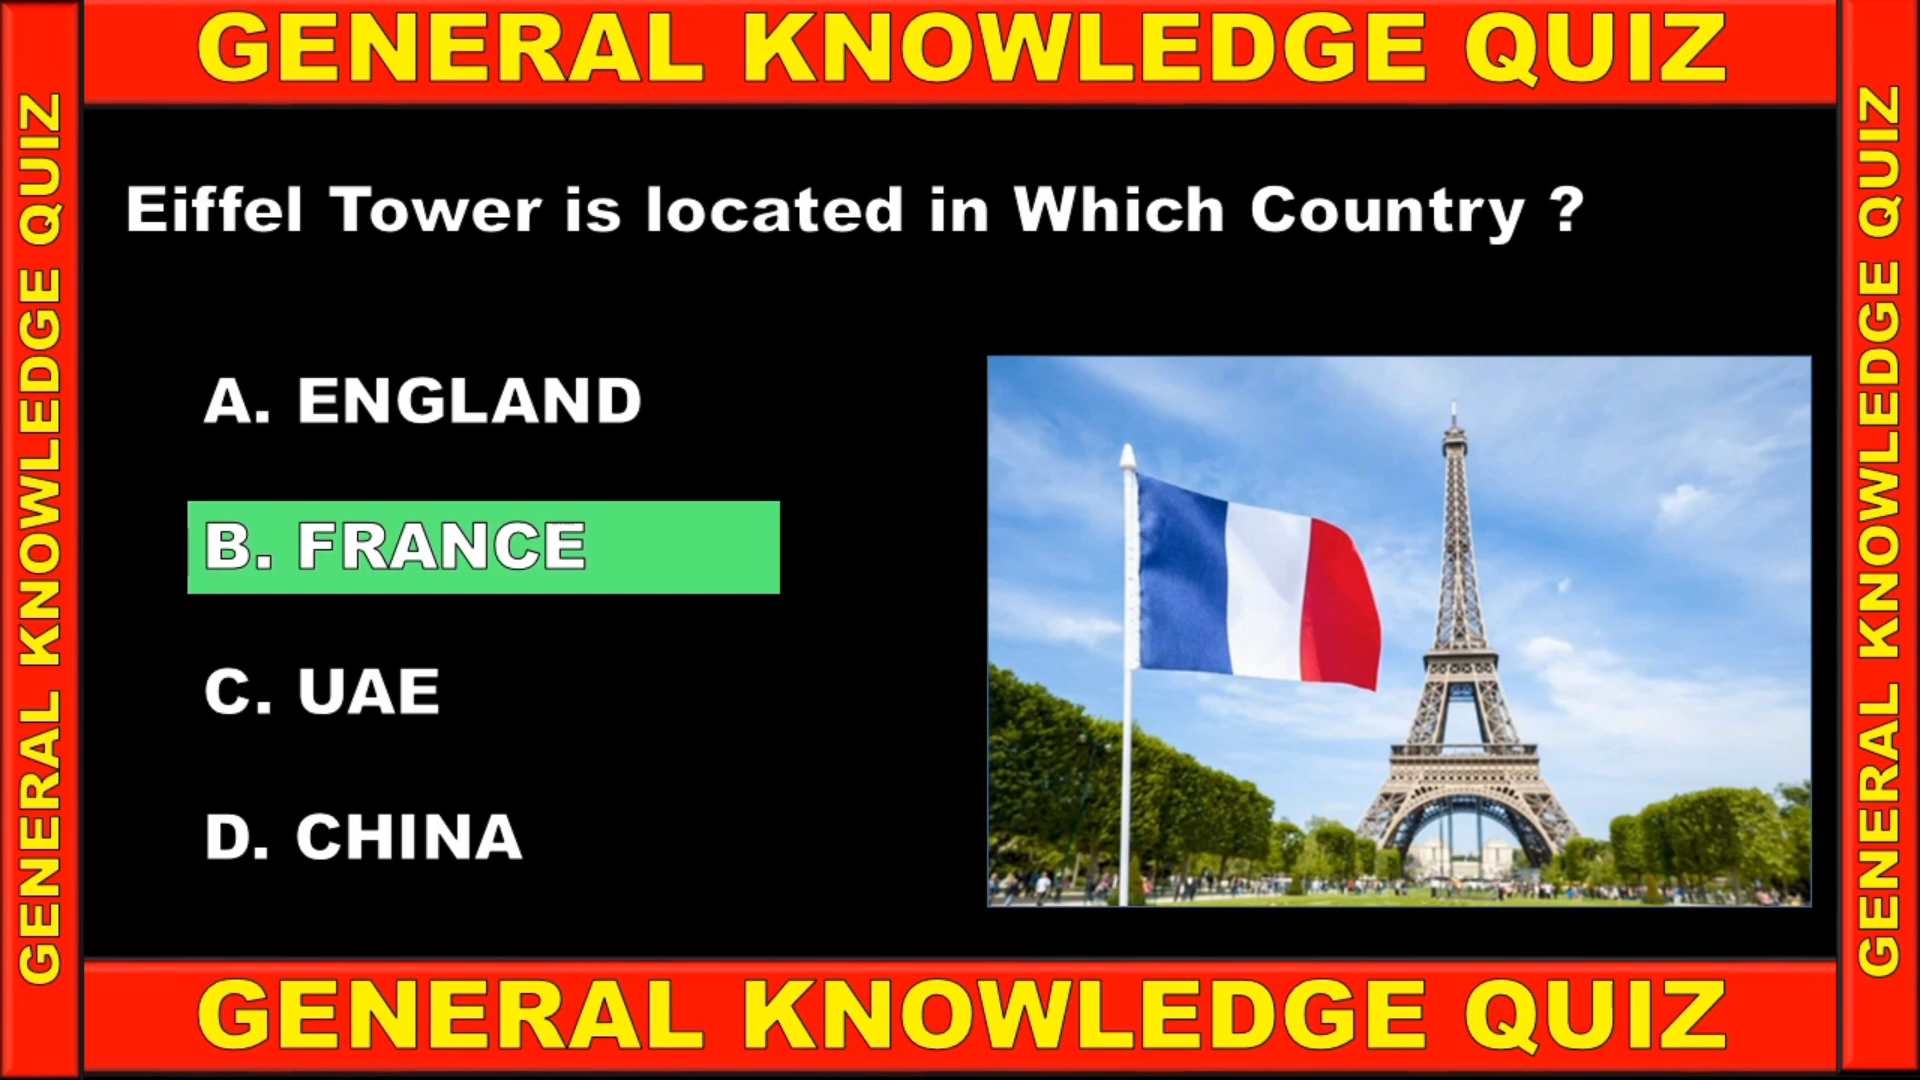 GENERAL KNOWLEDGE QUIZ
GENERAL KNOWLEDGE QUIZ
Eiffel Tower is located in Which Country ?
A. ENGLAND
B. FRANCE
C. UAE
D. CHINA
GENERAL KNOWLEDGE QUIZ
GENERAL KNOWLEDGE QUIZ